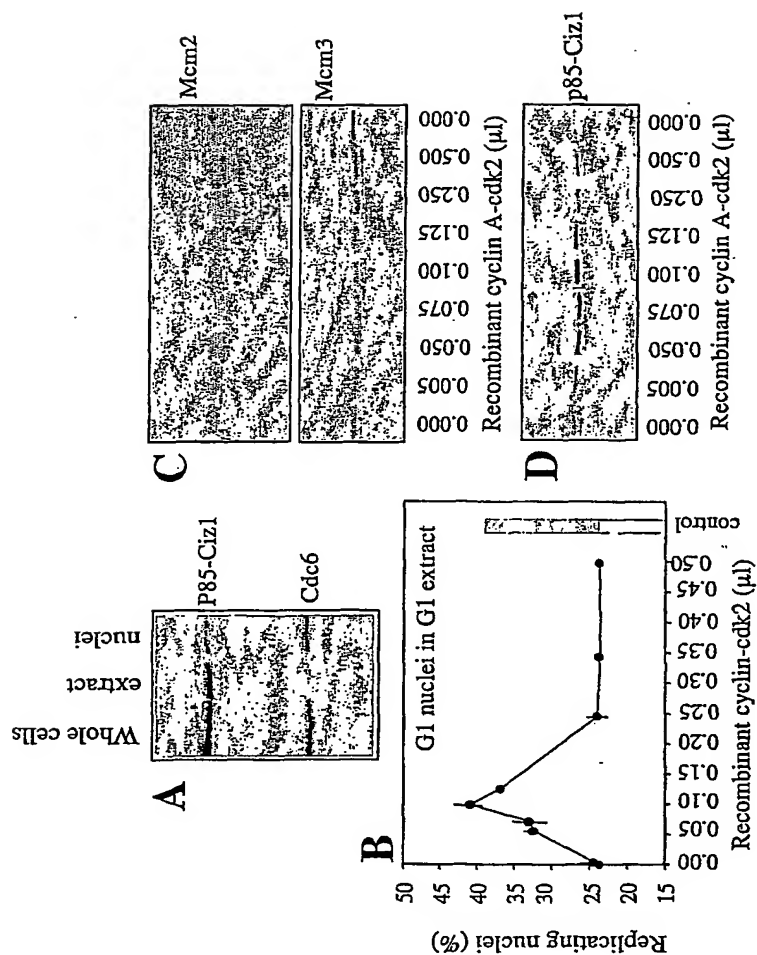 A
Whole cells
extract
nuclei
P85-Ciz1
Cdc6
B
G1 nuclei in G1 extract
Replicating nuclei (%)
50
45
40
35
30
25
20
15
0.00
0.05
0.10
0.15
0.20
0.25
0.30
0.35
0.40
0.45
0.50
control
Recombinant cyclin-cdk2 (µl)
C
Mcm2
Mcm3
0.000
0.005
0.050
0.075
0.100
0.125
0.250
0.500
0.000
Recombinant cyclin A-cdk2 (µl)
D
p85-Ciz1
0.000
0.005
0.050
0.075
0.100
0.125
0.250
0.500
0.000
Recombinant cyclin A-cdk2 (µl)